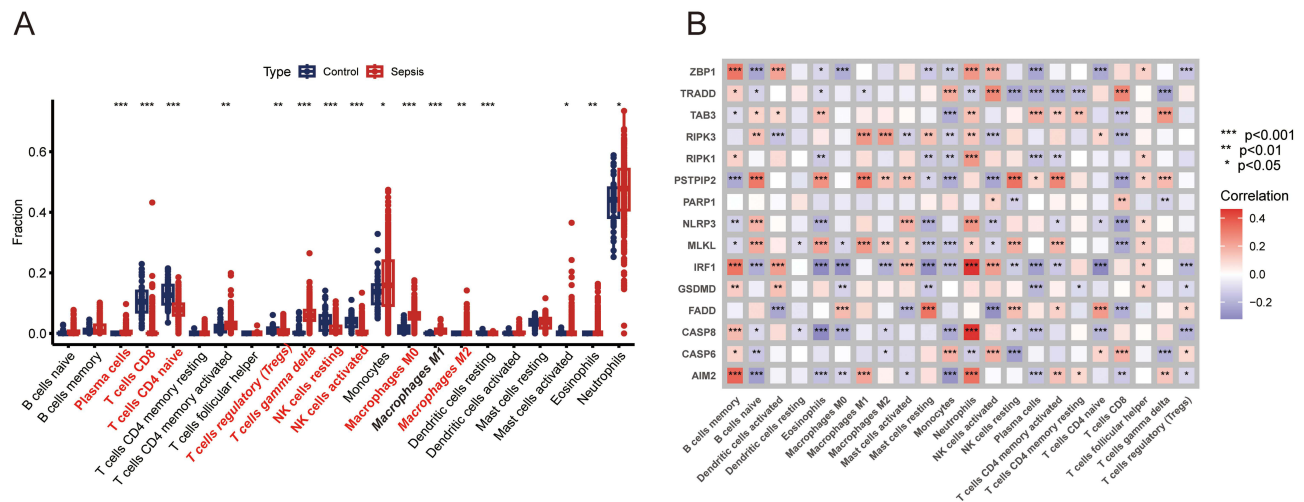 A
B
Type Control Sepsis
*** *** *** ** ** *** *** *** * *** *** ** *** * ** *
Fraction
0.6
0.4
0.2
0.0
B cells naive
B cells memory
Plasma cells
T cells CD8
T cells CD4 naive
T cells CD4 memory resting
T cells CD4 memory activated
T cells follicular helper
T cells regulatory (Tregs)
T cells gamma delta
NK cells resting
NK cells activated
Monocytes
Macrophages M0
Macrophages M1
Macrophages M2
Dendritic cells resting
Dendritic cells activated
Mast cells resting
Mast cells activated
Eosinophils
Neutrophils
ZBP1 *** *** *** * *** ** ** *** *** *** *** * ***
TRADD * * * * *** ** *** *** *** *** *** *** ***
TAB3 * * * ** *** ** *** ** ** *** ***
RIPK3 ** *** *** *** ** ** ** *** * ***
RIPK1 * ** ** ** *** *** ** *
PSTPIP2 *** *** *** *** ** ** * *** *** *** * *** *** * ***
PARP1 * ** ** **
NLRP3 ** *** *** *** *** *** ** * * *** *
MLKL * *** * *** * *** ** * *** *** * * *** *** *** *
IRF1 *** *** *** *** *** ** *** *** *** *** *** ** *** ** *** *** ***
GSDMD ** ** ** ** *** * * *
FADD *** *** *** *** *** *** * *** *** *
CASP8 *** * * *** *** *** *** * *** *** *** ***
CASP6 * ** *** ** *** *** * *** *** *
AIM2 *** *** *** *** * *** *** *** ** * ** *
B cells memory
B cells naive
Dendritic cells activated
Dendritic cells resting
Eosinophils
Macrophages M0
Macrophages M1
Macrophages M2
Mast cells activated
Mast cells resting
Monocytes
Neutrophils
NK cells activated
NK cells resting
Plasma cells
T cells CD4 memory activated
T cells CD4 memory resting
T cells CD4 naive
T cells CD8
T cells follicular helper
T cells gamma delta
T cells regulatory (Tregs)
*** p<0.001
** p<0.01
* p<0.05
Correlation
0.4
0.2
0.0
−0.2